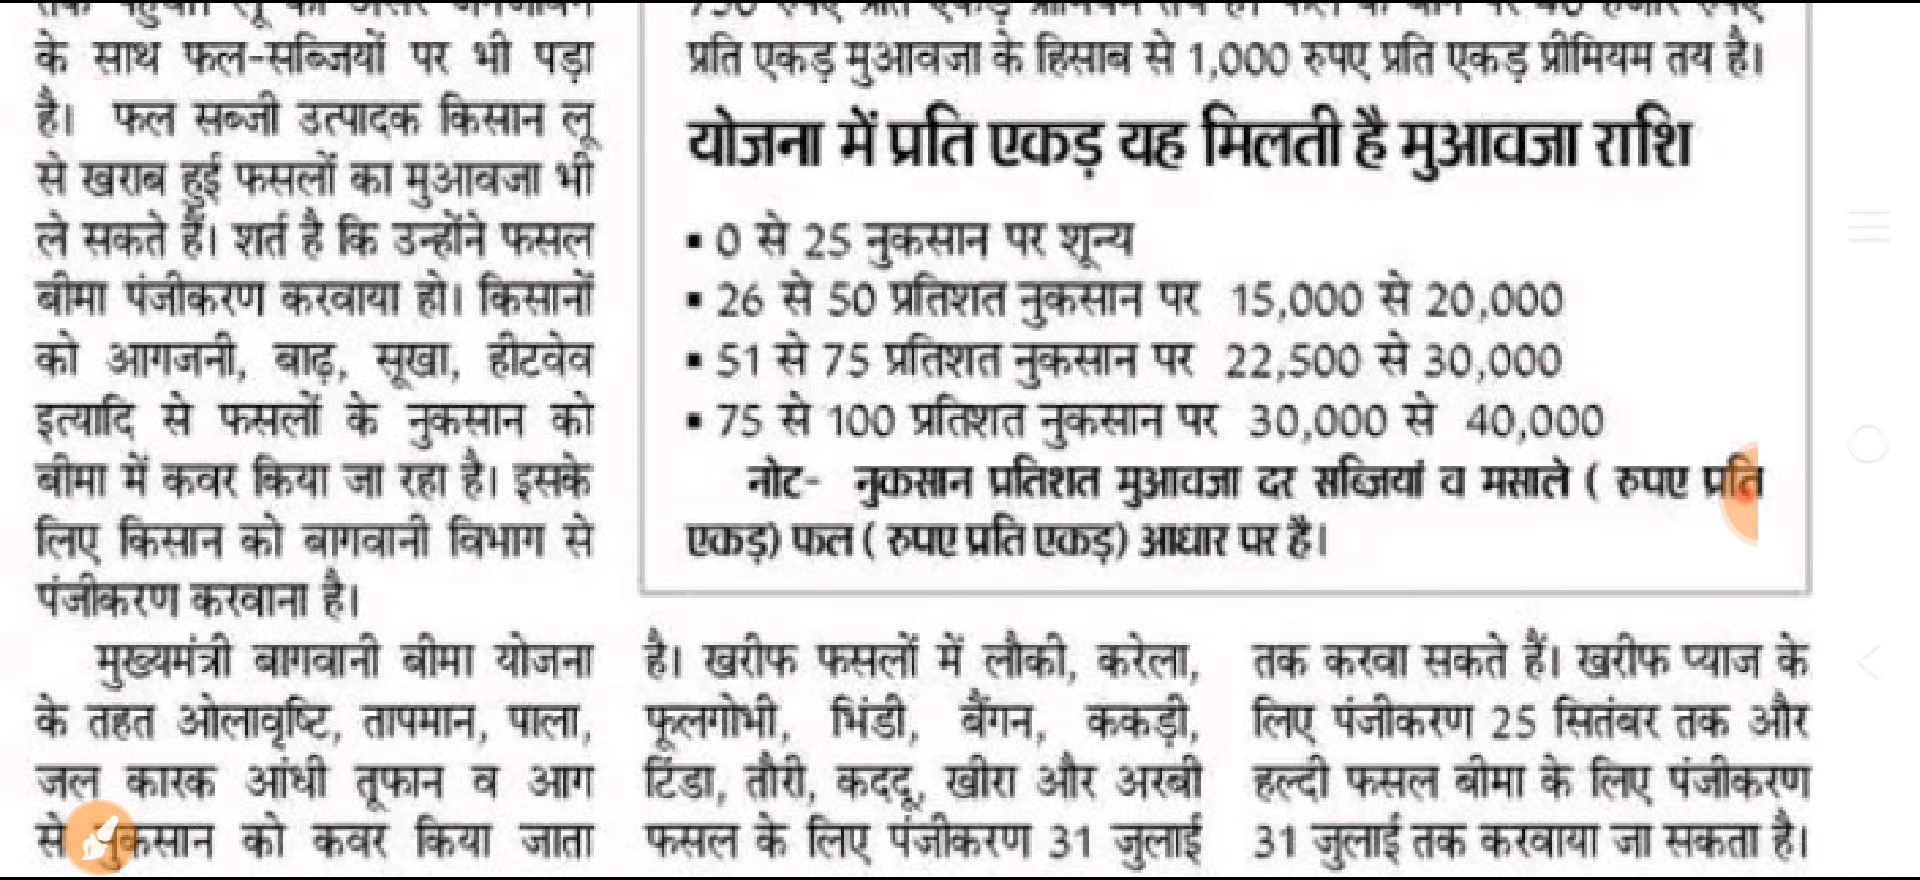 के साथ फल-सब्जियों पर भी पड़ा
है। फल सब्जी उत्पादक किसान लू
से खराब हुई फसलों का मुआवजा भी
ले सकते हैं। शर्त है कि उन्होंने फसल
बीमा पंजीकरण करवाया हो। किसानों
को आगजनी, बाढ़, सूखा, हीटवेव
इत्यादि से फसलों के नुकसान को
बीमा में कवर किया जा रहा है। इसके
लिए किसान को बागवानी विभाग से
पंजीकरण करवाना है।
मुख्यमंत्री बागवानी बीमा योजना
के तहत ओलावृष्टि, तापमान, पाला,
जल कारक आंधी तूफान व आग
से नुकसान को कवर किया जाता
प्रति एकड़ मुआवजा के हिसाब से 1,000 रुपए प्रति एकड़ प्रीमियम तय है।
योजना में प्रति एकड़ यह मिलती है मुआवजा राशि
▪ 0 से 25 नुकसान पर शून्य
▪ 26 से 50 प्रतिशत नुकसान पर 15,000 से 20,000
▪ 51 से 75 प्रतिशत नुकसान पर 22,500 से 30,000
▪ 75 से 100 प्रतिशत नुकसान पर 30,000 से 40,000
नोट- नुकसान प्रतिशत मुआवजा दर सब्जियां व मसाले ( रुपए प्रति
एकड़) फल ( रुपए प्रति एकड़) आधार पर है।
है। खरीफ फसलों में लौकी, करेला,
फूलगोभी, भिंडी, बैंगन, ककड़ी,
टिंडा, तौरी, कददू, खीरा और अरबी
फसल के लिए पंजीकरण 31 जुलाई
तक करवा सकते हैं। खरीफ प्याज के
लिए पंजीकरण 25 सितंबर तक और
हल्दी फसल बीमा के लिए पंजीकरण
31 जुलाई तक करवाया जा सकता है।